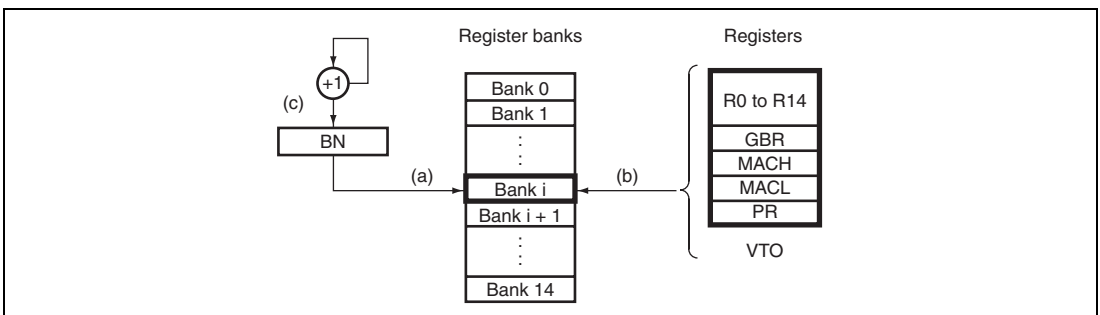 Register banks
Registers
+1
(c)
BN
(a)
Bank 0
Bank 1
:
:
Bank i
Bank i + 1
:
:
Bank 14
(b)
R0 to R14
GBR
MACH
MACL
PR
VTO